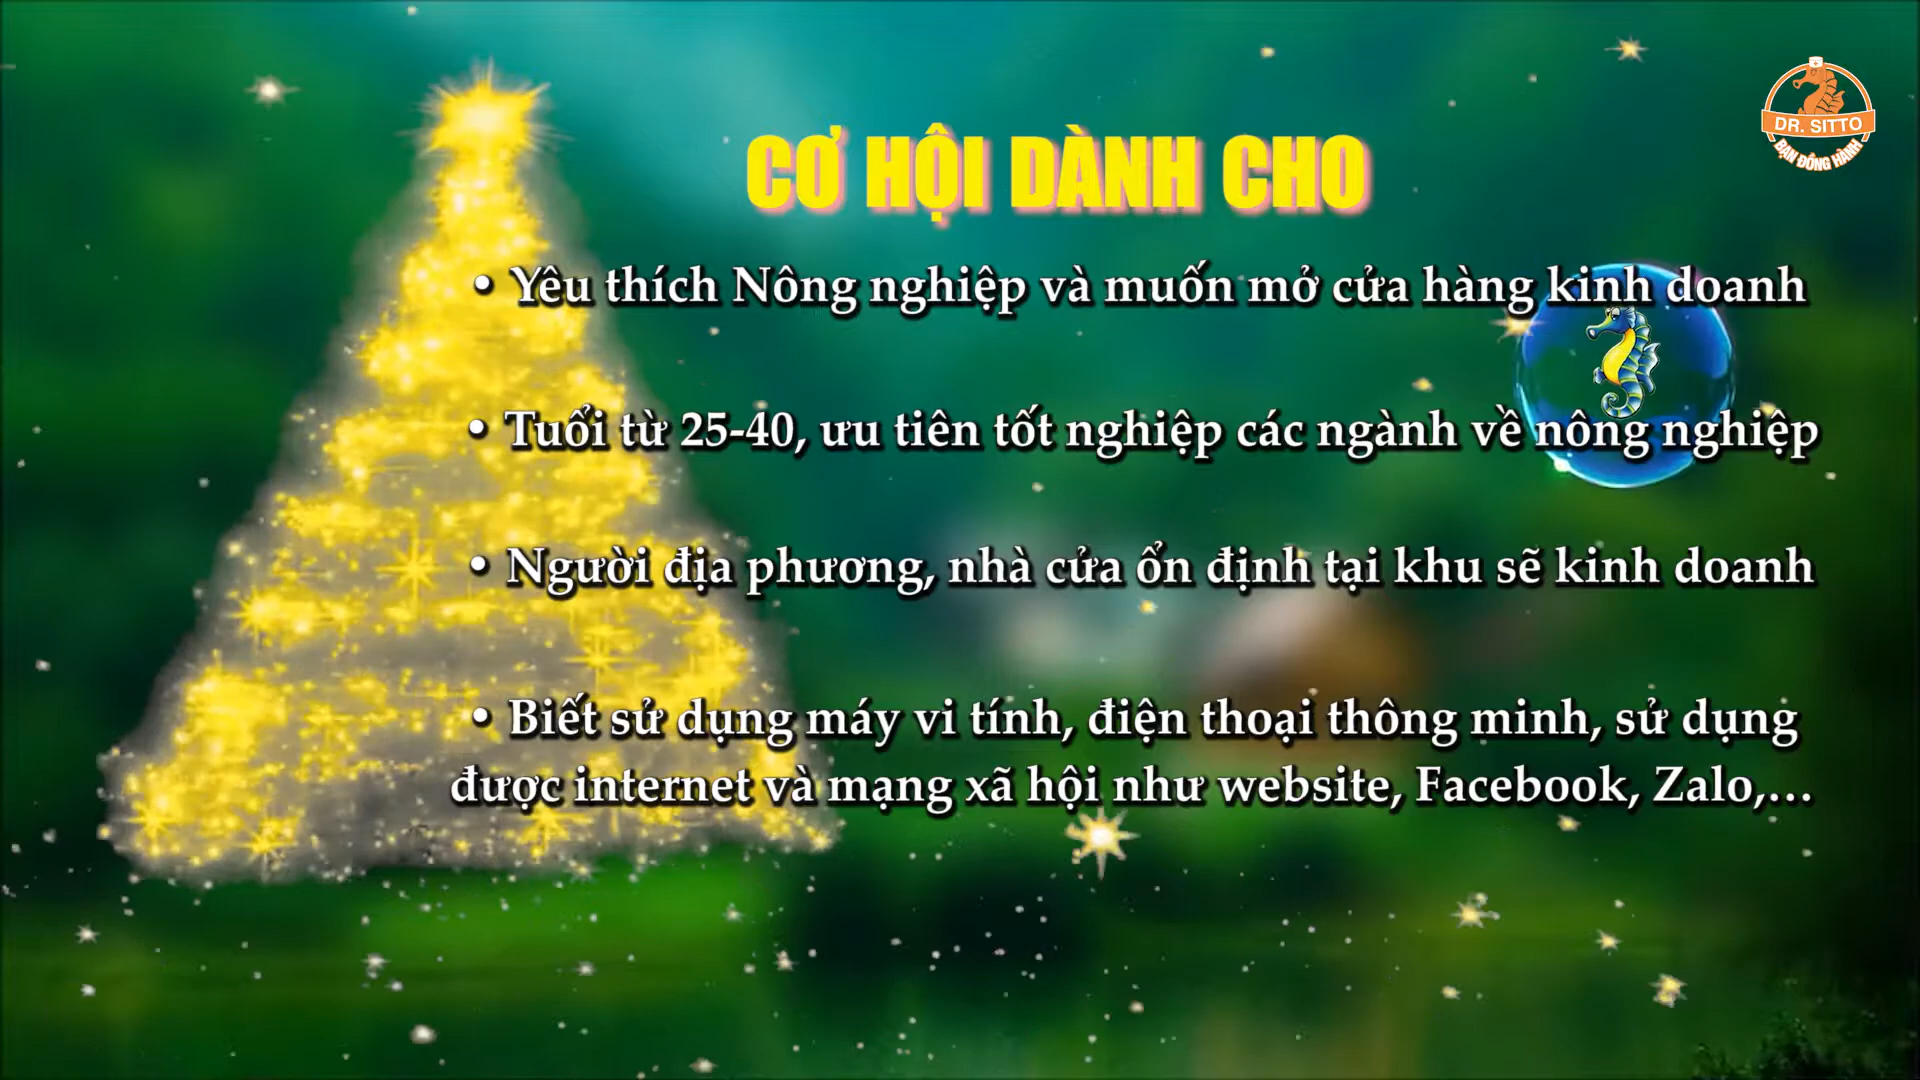 DR. SITTO
BẠN ĐỒNG HÀNH
CƠ HỘI DÀNH CHO
• Yêu thích Nông nghiệp và muốn mở cửa hàng kinh doanh
• Tuổi từ 25-40, ưu tiên tốt nghiệp các ngành về nông nghiệp
• Người địa phương, nhà cửa ổn định tại khu sẽ kinh doanh
• Biết sử dụng máy vi tính, điện thoại thông minh, sử dụng
được internet và mạng xã hội như website, Facebook, Zalo,…